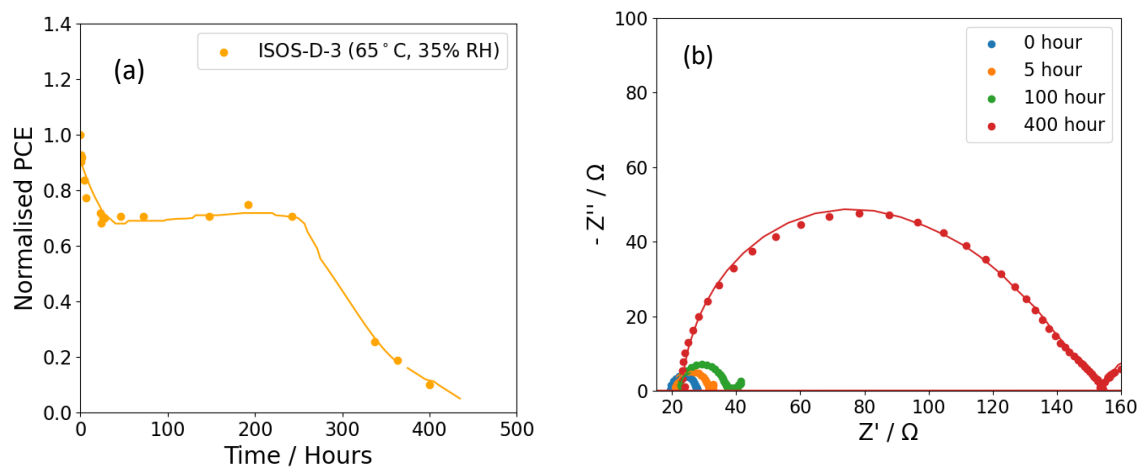 (a)
ISOS-D-3 (65°C, 35% RH)
Normalised PCE
1.4
1.2
1.0
0.8
0.6
0.4
0.2
0.0
0
100
200
300
400
500
Time / Hours
(b)
0 hour
5 hour
100 hour
400 hour
- Z'' / Ω
100
80
60
40
20
0
20
40
60
80
100
120
140
160
Z' / Ω